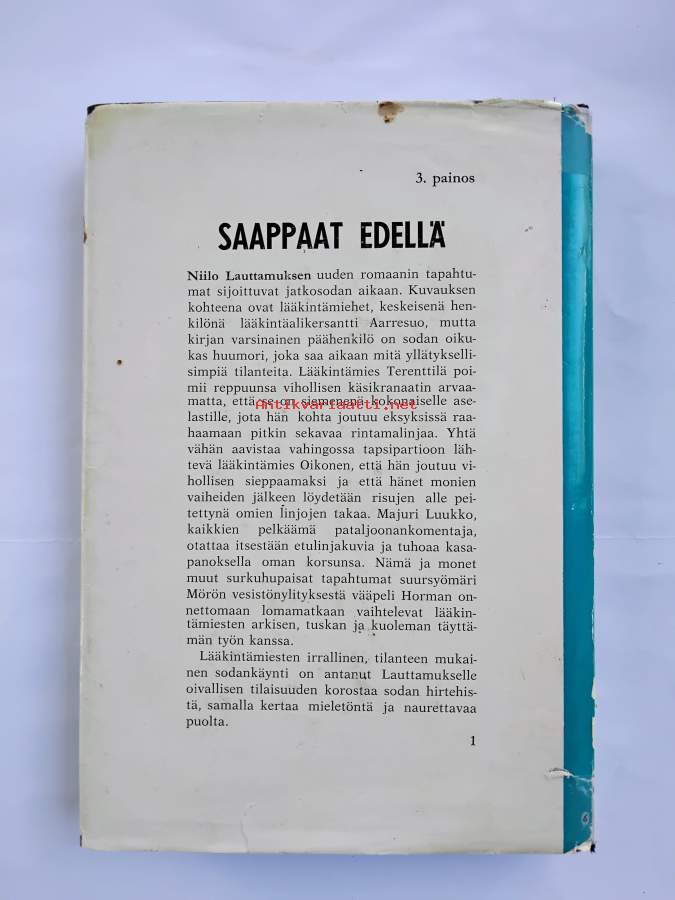 3. painos
SAAPPAAT EDELLÄ
Niilo Lauttamuksen uuden romaanin tapahtu-
mat sijoittuvat jatkosodan aikaan. Kuvauksen
kohteena ovat lääkintämiehet, keskeisenä hen-
kilönä lääkintäalikersantti Aarresuo, mutta
kirjan varsinainen päähenkilö on sodan oiku-
kas huumori, joka saa aikaan mitä yllätykselli-
simpiä tilanteita. Lääkintämies Terenttilä poi-
mii reppuunsa vihollisen käsikranaatin arvaa-
matta, että se on siemenenä kokonaiselle ase-
Antikvariaatti.net
lastille, jota hän kohta joutuu eksyksissä raa-
haamaan pitkin sekavaa rintamalinjaa. Yhtä
vähän aavistaa vahingossa tapsipartioon läh-
tevä lääkintämies Oikonen, että hän joutuu vi-
hollisen sieppaamaksi ja että hänet monien
vaiheiden jälkeen löydetään risujen alle pei-
tettynä omien linjojen takaa. Majuri Luukko,
kaikkien pelkäämä pataljoonankomentaja,
otattaa itsestään etulinjakuvia ja tuhoaa kasa-
panoksella oman korsunsa. Nämä ja monet
muut surkuhupaisat tapahtumat suursyömäri
Mörön vesistönylityksestä vääpeli Horman on-
nettomaan lomamatkaan vaihtelevat lääkin-
tämiesten arkisen, tuskan ja kuoleman täyttä-
män työn kanssa.
Lääkintämiesten irrallinen, tilanteen mukai-
nen sodankäynti on antanut Lauttamukselle
oivallisen tilaisuuden korostaa sodan hirtehis-
tä, samalla kertaa mieletöntä ja naurettavaa
puolta.
1
6